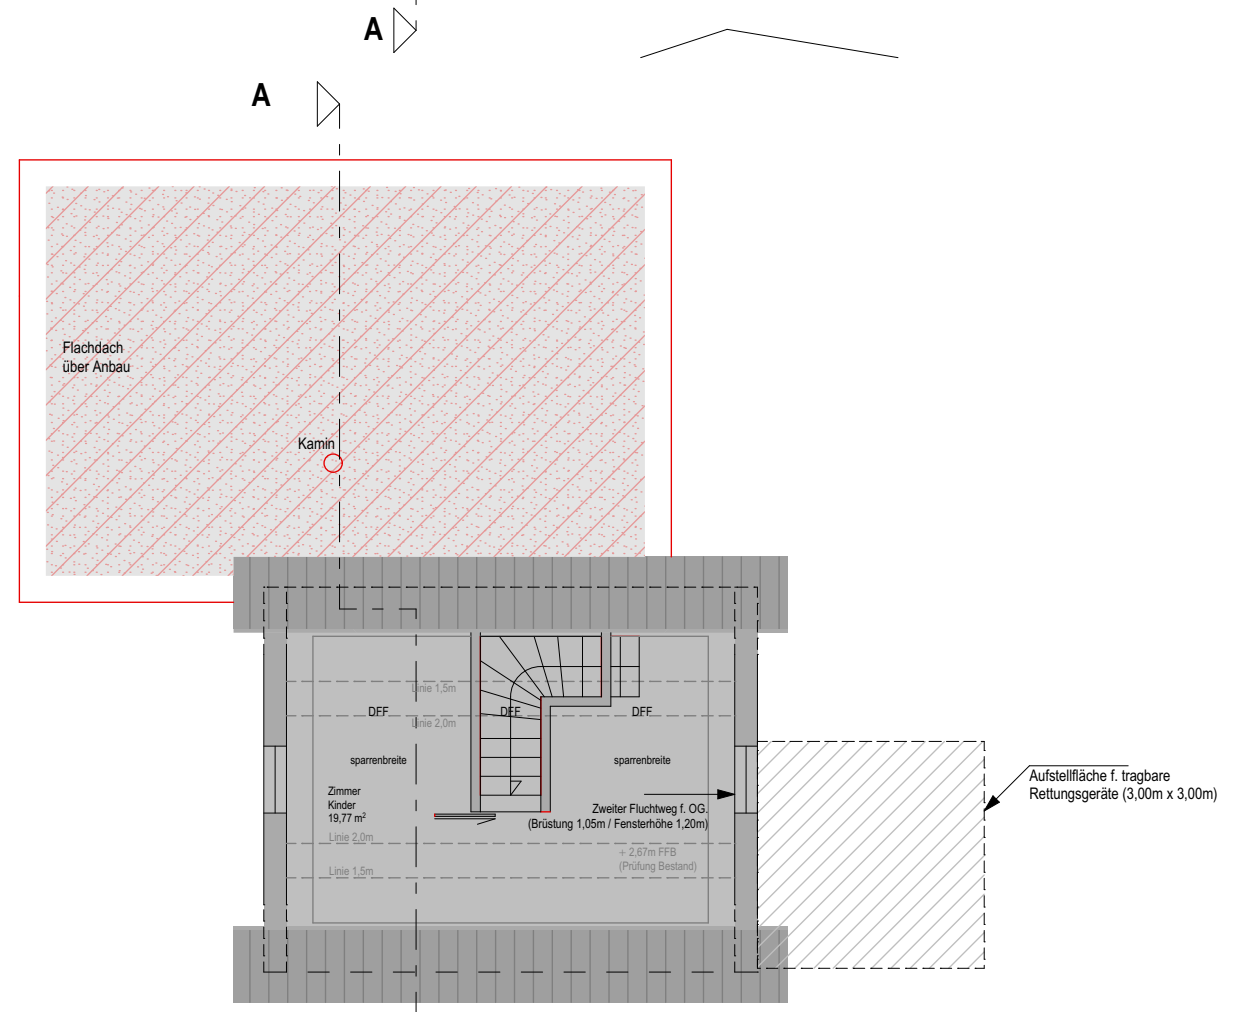 A
A
Flachdach
über Anbau
Kamin
Linie 1,5m
DFF
DFF
DFF
Linie 2,0m
sparrenbreite
sparrenbreite
Zimmer
Kinder
19,77 m²
Zweiter Fluchtweg f. OG.
(Brüstung 1,05m / Fensterhöhe 1,20m)
Aufstellfläche f. tragbare
Rettungsgeräte (3,00m x 3,00m)
Linie 2,0m
+ 2,67m FFB
(Prüfung Bestand)
Linie 1,5m